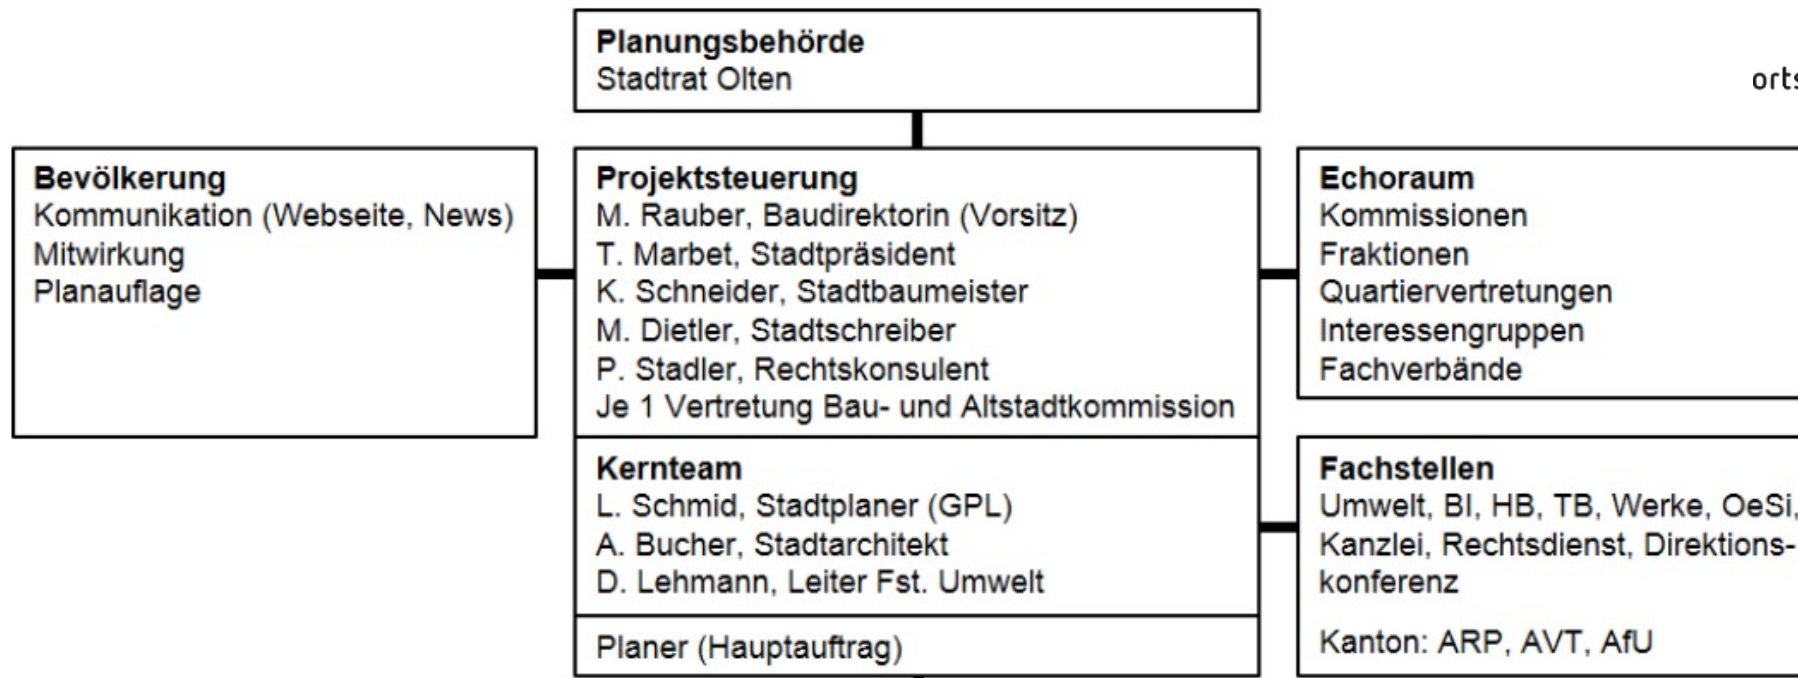 Planungsbehörde
Stadtrat Olten
orts
Bevölkerung
Kommunikation (Webseite, News)
Mitwirkung
Planauflage
Projektsteuerung
M. Rauber, Baudirektorin (Vorsitz)
T. Marbet, Stadtpräsident
K. Schneider, Stadtbaumeister
M. Dietler, Stadtschreiber
P. Stadler, Rechtskonsulent
Je 1 Vertretung Bau- und Altstadtkommission
Echoraum
Kommissionen
Fraktionen
Quartiervertretungen
Interessengruppen
Fachverbände
Kernteam
L. Schmid, Stadtplaner (GPL)
A. Bucher, Stadtarchitekt
D. Lehmann, Leiter Fst. Umwelt
Planer (Hauptauftrag)
Fachstellen
Umwelt, BI, HB, TB, Werke, OeSi,
Kanzlei, Rechtsdienst, Direktions-
konferenz
Kanton: ARP, AVT, AfU